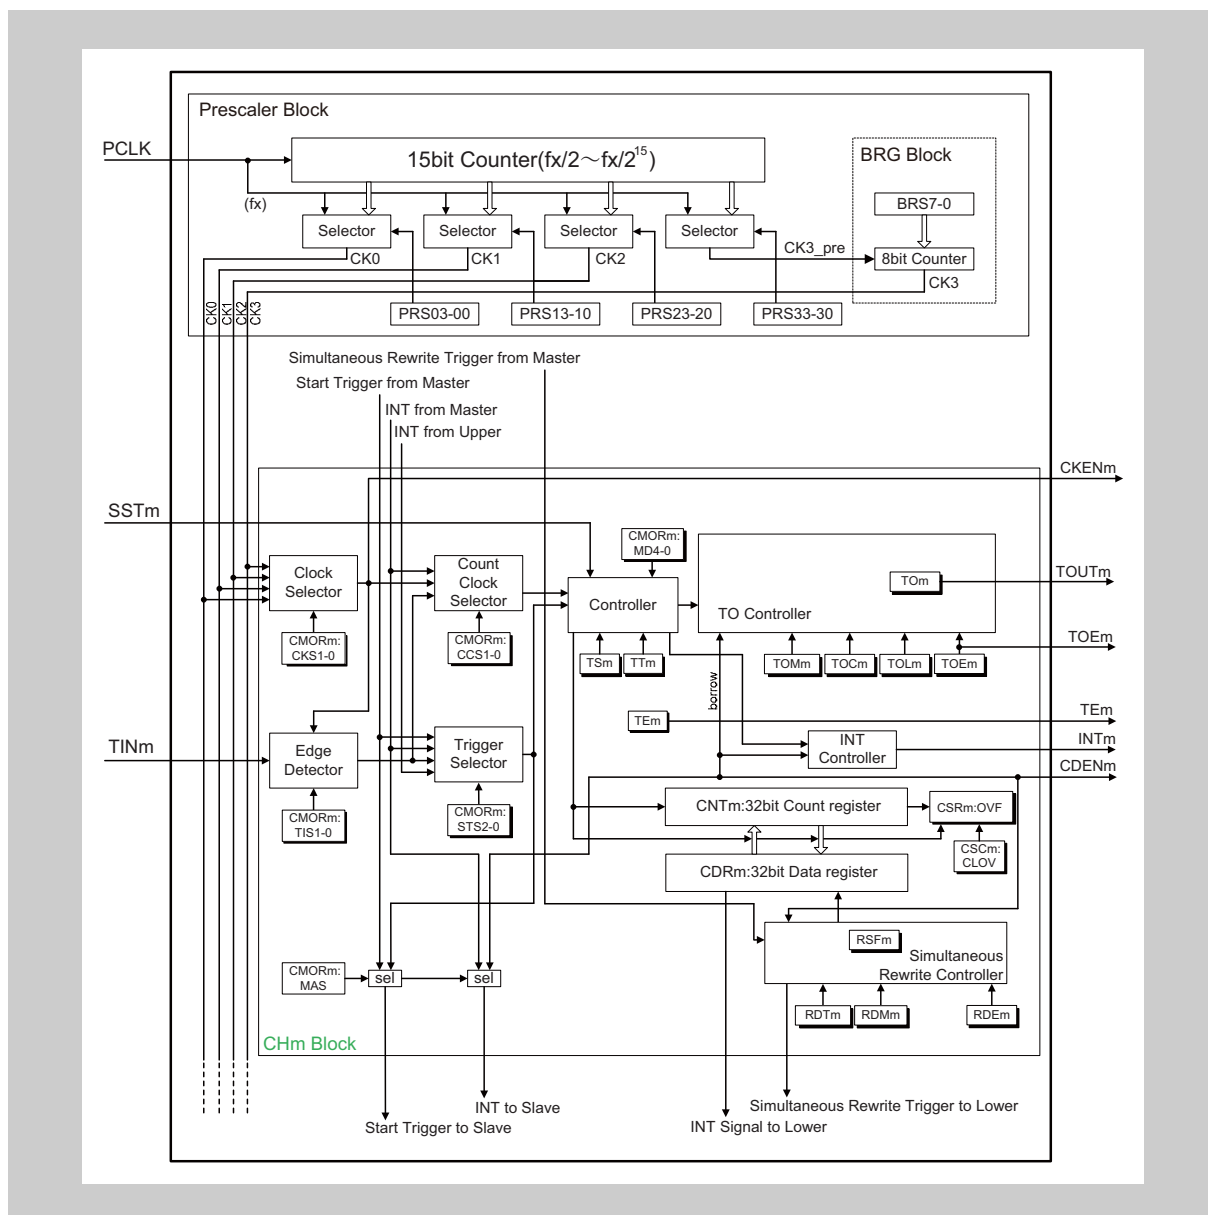 Prescaler Block
PCLK
15bit Counter(fx/2～fx/2¹⁵)
BRG Block
(fx)
BRS7-0
Selector
Selector
Selector
Selector
CK3_pre
8bit Counter
CK0
CK1
CK2
CK3
CK0
CK1
CK2
CK3
PRS03-00
PRS13-10
PRS23-20
PRS33-30
Simultaneous Rewrite Trigger from Master
Start Trigger from Master
INT from Master
INT from Upper
CKENm
SSTm
CMORm:
MD4-0
Clock
Selector
Count
Clock
Selector
Controller
TOm
TO Controller
TOUTm
CMORm:
CKS1-0
CMORm:
CCS1-0
TSm
TTm
TOMm
TOCm
TOLm
TOEm
TOEm
borrow
TEm
TEm
TINm
Edge
Detector
Trigger
Selector
INT
Controller
INTm
CDENm
CMORm:
TIS1-0
CMORm:
STS2-0
CNTm:32bit Count register
CSRm:OVF
CSCm:
CLOV
CDRm:32bit Data register
RSFm
Simultaneous
Rewrite Controller
CMORm:
MAS
sel
sel
RDTm
RDMm
REDm
CHm Block
INT to Slave
Start Trigger to Slave
Simultaneous Rewrite Trigger to Lower
INT Signal to Lower